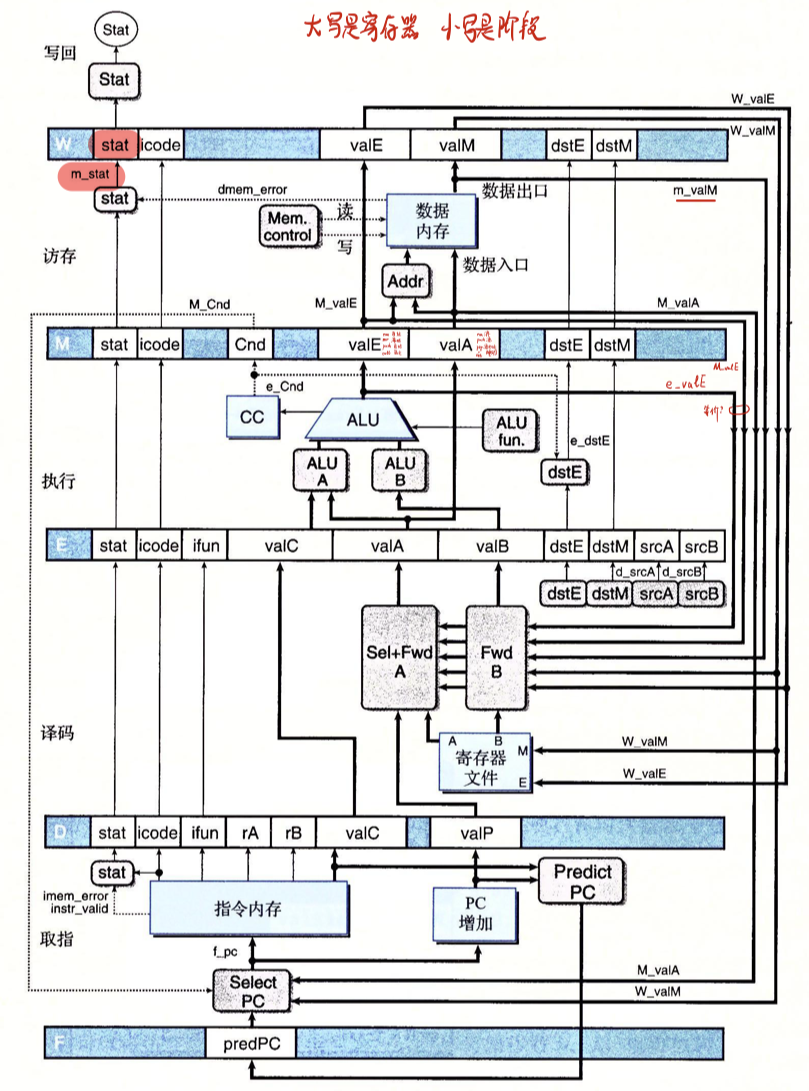 大写是寄存器 小写是阶段
Stat
写回
Stat
W_valE
W_valM
W stat icode valE valM dstE dstM
m_stat
stat
dmem_error
数据出口
m_valM
Mem. control
读
写
数据
内存
数据入口
访存
Addr
M_Cnd
M_valE
M_valA
M stat icode Cnd valE valA dstE dstM
M_valE
e_valE
e_Cnd
CC
ALU
ALU
fun.
e_dstE
ALU
A
ALU
B
dstE
执行
E stat icode ifun valC valA valB dstE dstM srcA srcB
d_srcA d_srcB
dstE dstM srcA srcB
Sel+Fwd
A
Fwd
B
译码
A B
M
E
寄存器
文件
W_valM
W_valE
D stat icode ifun rA rB valC valP
stat
imem_error
instr_valid
指令内存
PC
增加
Predict
PC
取指
f_pc
Select
PC
M_valA
W_valM
F predPC